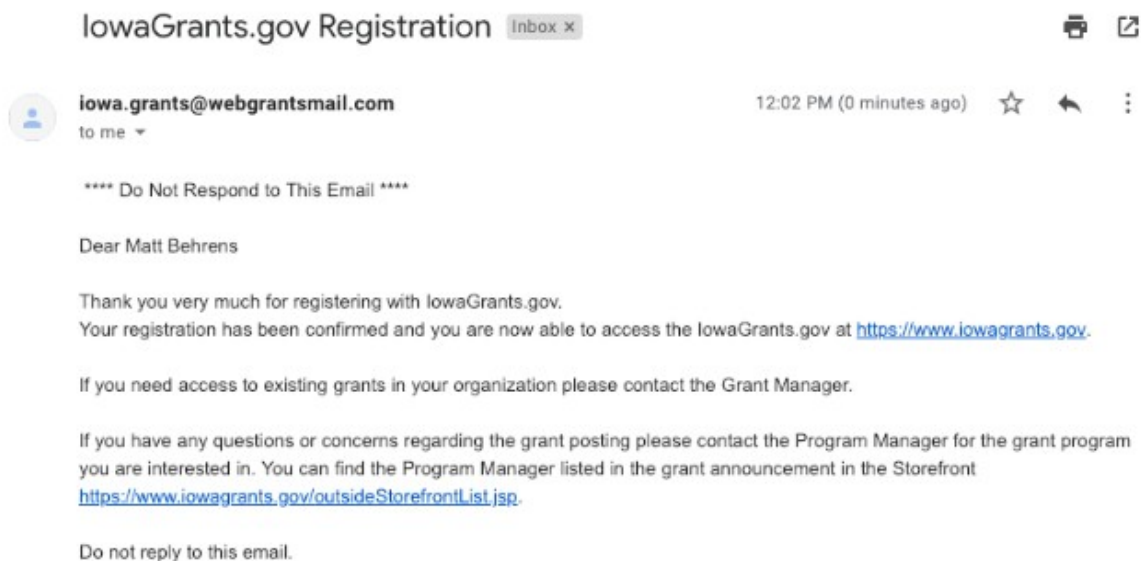 IowaGrants.gov Registration Inbox x
iowa.grants@webgrantsmail.com 12:02 PM (0 minutes ago)
to me
**** Do Not Respond to This Email ****
Dear Matt Behrens
Thank you very much for registering with IowaGrants.gov.
Your registration has been confirmed and you are now able to access the IowaGrants.gov at https://www.iowagrants.gov.
If you need access to existing grants in your organization please contact the Grant Manager.
If you have any questions or concerns regarding the grant posting please contact the Program Manager for the grant program
you are interested in. You can find the Program Manager listed in the grant announcement in the Storefront
https://www.iowagrants.gov/outsideStorefrontList.jsp.
Do not reply to this email.